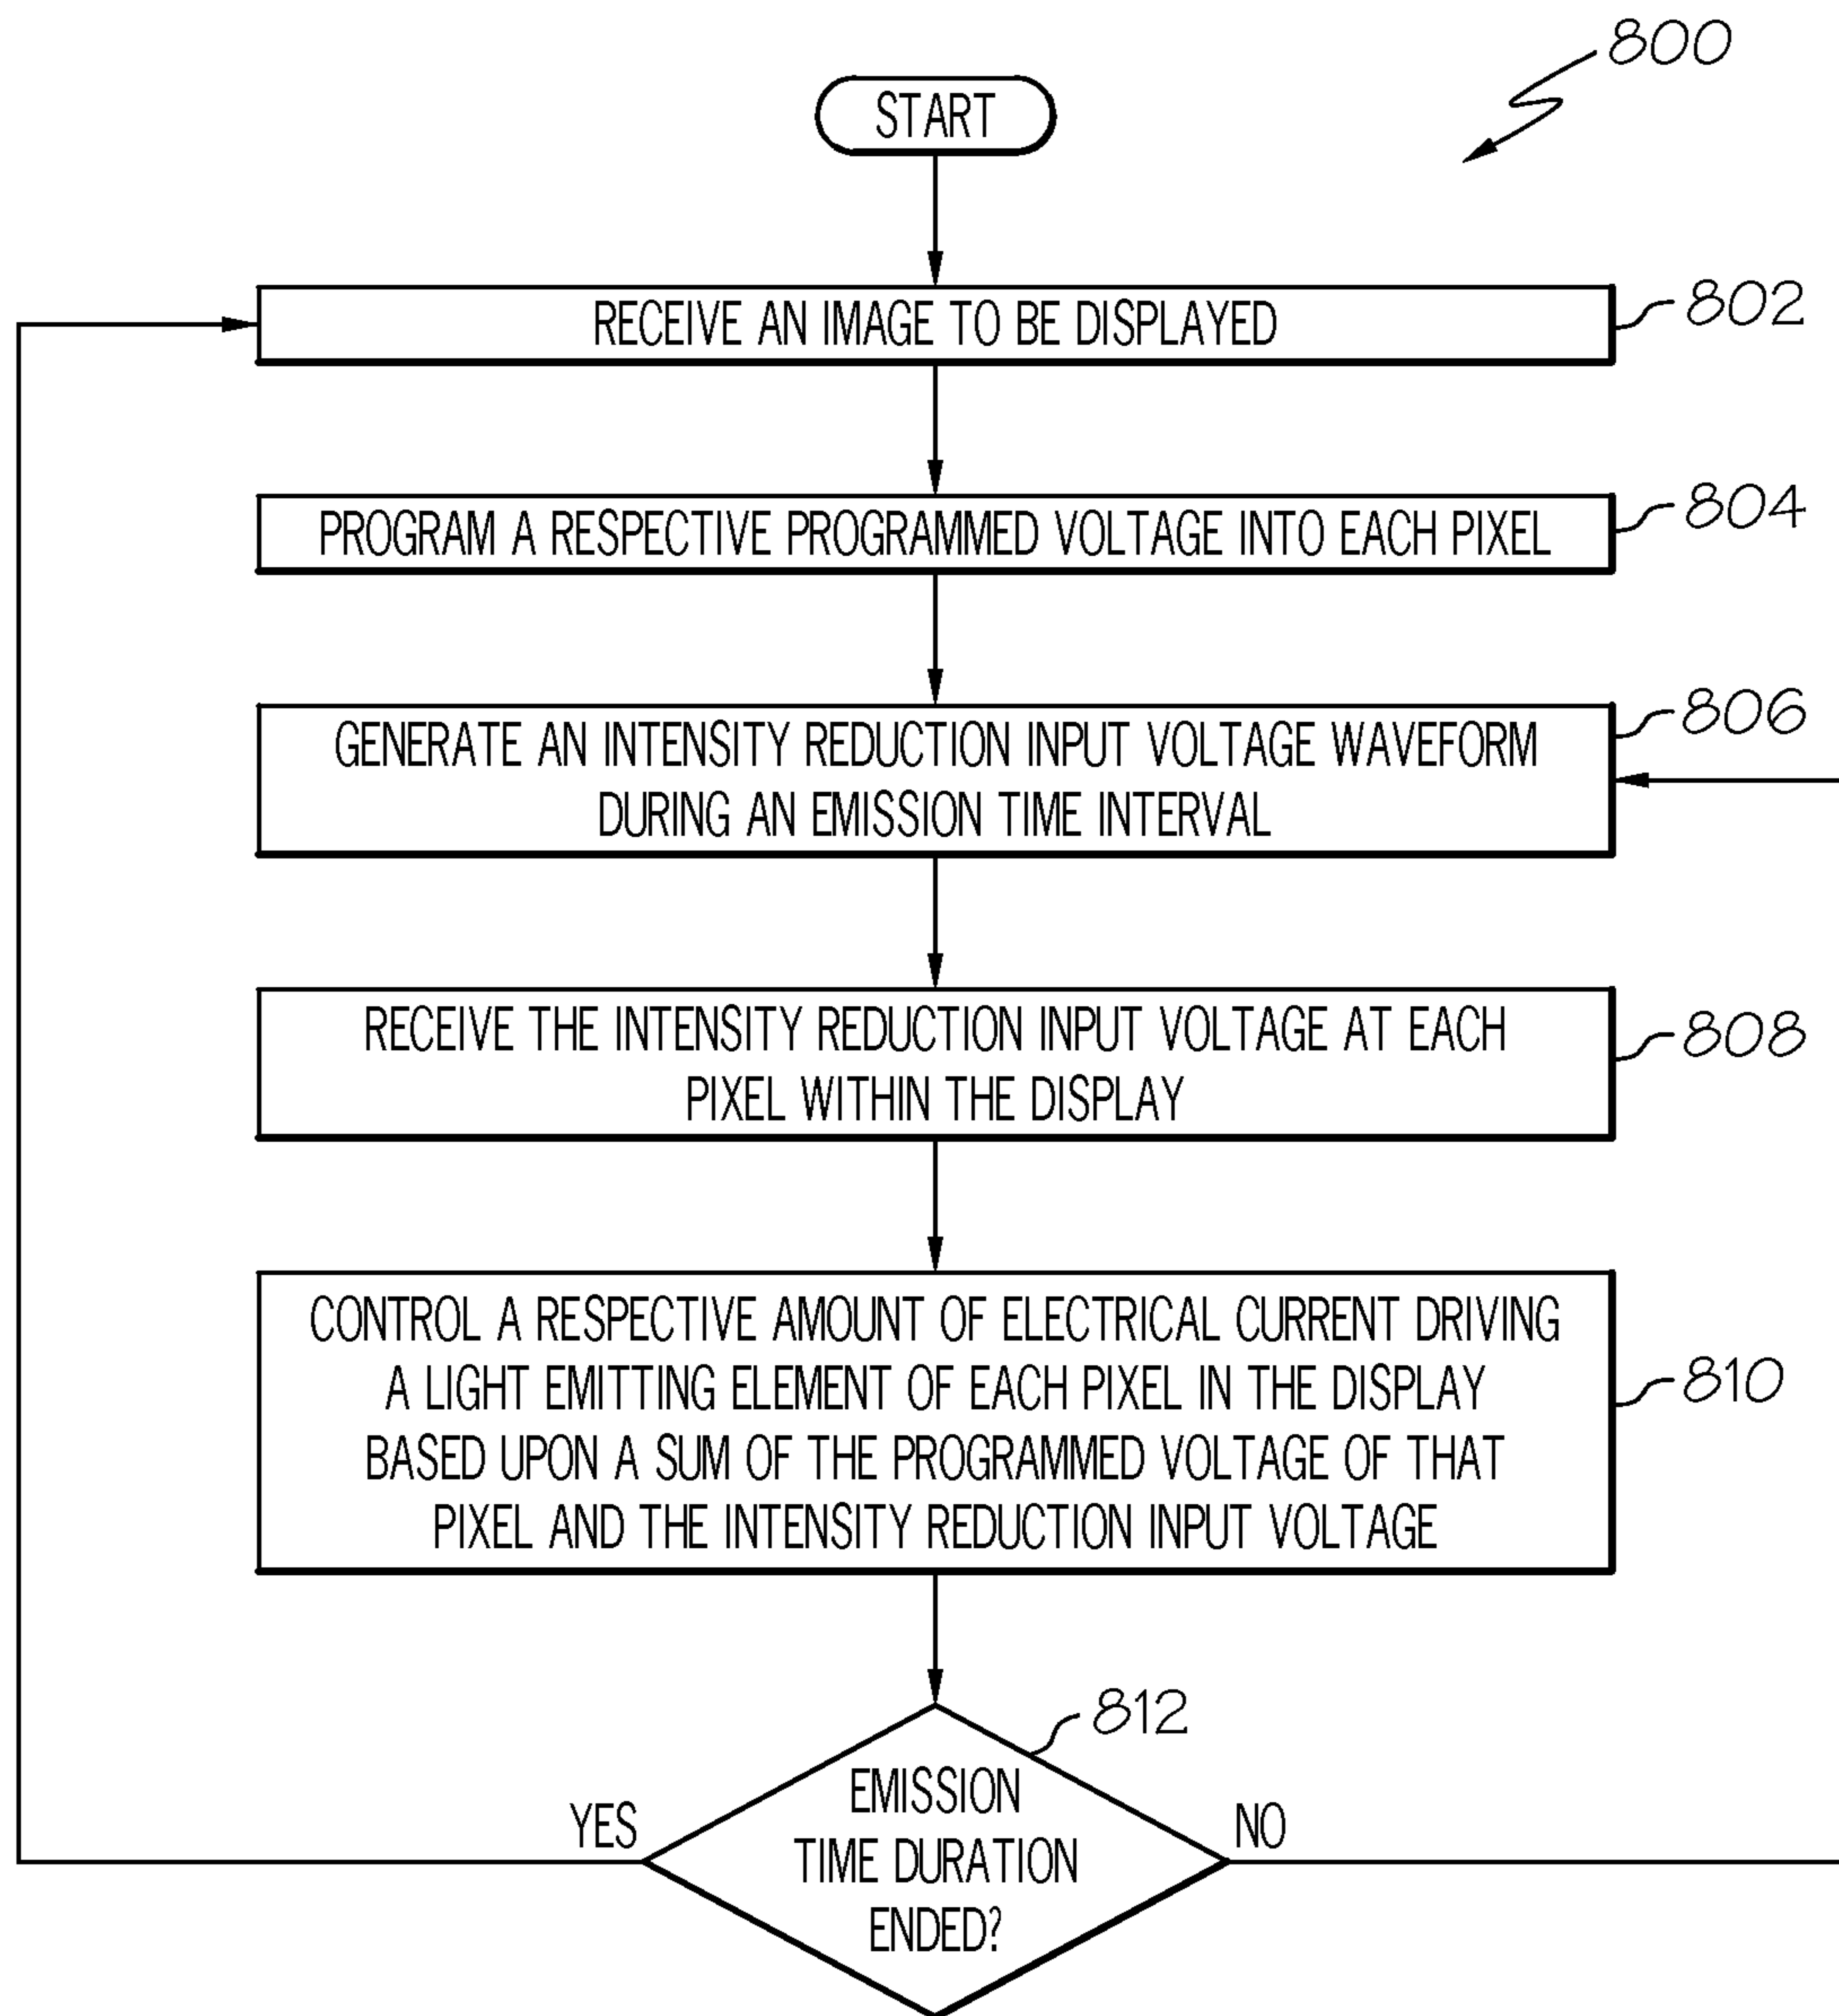 800
START
RECEIVE AN IMAGE TO BE DISPLAYED
802
PROGRAM A RESPECTIVE PROGRAMMED VOLTAGE INTO EACH PIXEL
804
GENERATE AN INTENSITY REDUCTION INPUT VOLTAGE WAVEFORM
DURING AN EMISSION TIME INTERVAL
806
RECEIVE THE INTENSITY REDUCTION INPUT VOLTAGE AT EACH
PIXEL WITHIN THE DISPLAY
808
CONTROL A RESPECTIVE AMOUNT OF ELECTRICAL CURRENT DRIVING
A LIGHT EMITTING ELEMENT OF EACH PIXEL IN THE DISPLAY
BASED UPON A SUM OF THE PROGRAMMED VOLTAGE OF THAT
PIXEL AND THE INTENSITY REDUCTION INPUT VOLTAGE
810
812
EMISSION
TIME DURATION
ENDED?
YES
NO